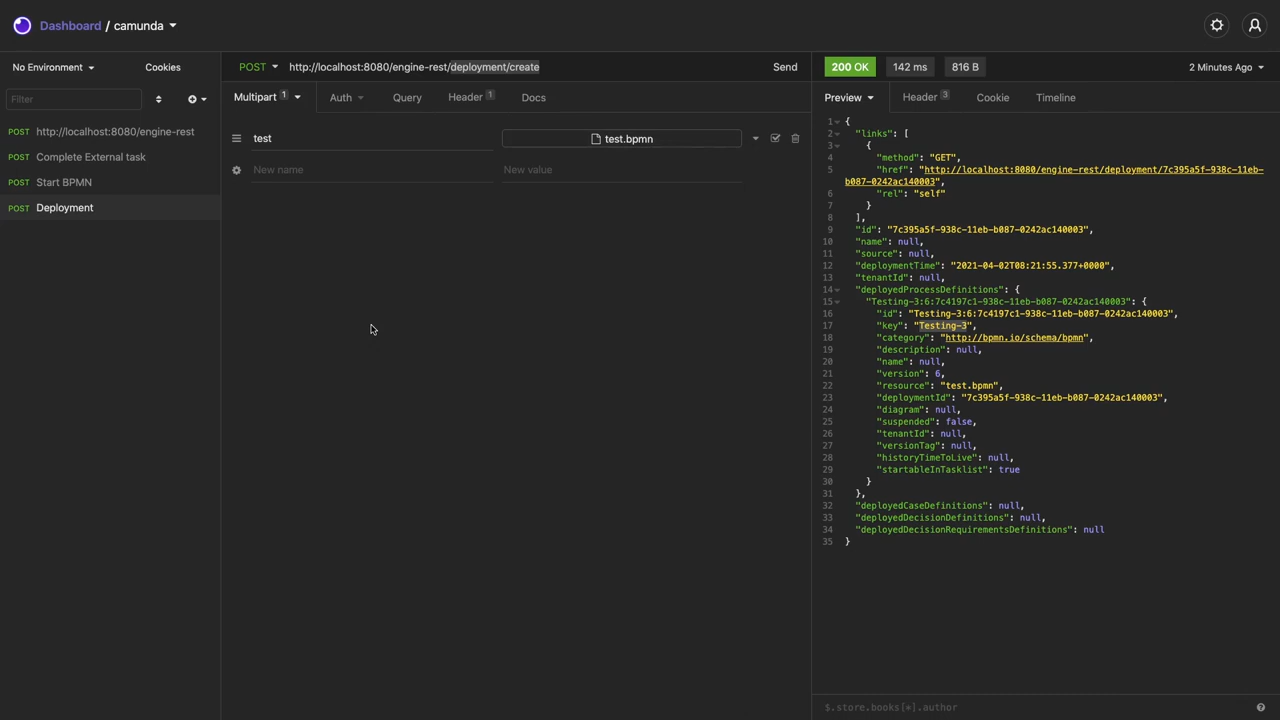 Dashboard / camunda
No Environment
Cookies
Filter
POST http://localhost:8080/engine-rest
POST Complete External task
POST Start BPMN
POST Deployment
POST http://localhost:8080/engine-rest/deployment/create Send
Multipart 1 Auth Query Header 1 Docs
test test.bpmn
New name New value
200 OK 142 ms 816 B 2 Minutes Ago
Preview Header 3 Cookie Timeline
1 {
2 "links": [
3 {
4 "method": "GET",
5 "href": "http://localhost:8080/engine-rest/deployment/7c395a5f-938c-11eb-
b087-0242ac140003",
6 "rel": "self"
7 }
8 ],
9 "id": "7c395a5f-938c-11eb-b087-0242ac140003",
10 "name": null,
11 "source": null,
12 "deploymentTime": "2021-04-02T08:21:55.377+0000",
13 "tenantId": null,
14 "deployedProcessDefinitions": {
15 "Testing-3:6:7c4197c1-938c-11eb-b087-0242ac140003": {
16 "id": "Testing-3:6:7c4197c1-938c-11eb-b087-0242ac140003",
17 "key": "Testing-3",
18 "category": "http://bpmn.io/schema/bpmn",
19 "description": null,
20 "name": null,
21 "version": 6,
22 "resource": "test.bpmn",
23 "deploymentId": "7c395a5f-938c-11eb-b087-0242ac140003",
24 "diagram": null,
25 "suspended": false,
26 "tenantId": null,
27 "versionTag": null,
28 "historyTimeToLive": null,
29 "startableInTasklist": true
30 }
31 },
32 "deployedCaseDefinitions": null,
33 "deployedDecisionDefinitions": null,
34 "deployedDecisionRequirementsDefinitions": null
35 }
$.store.books[*].author